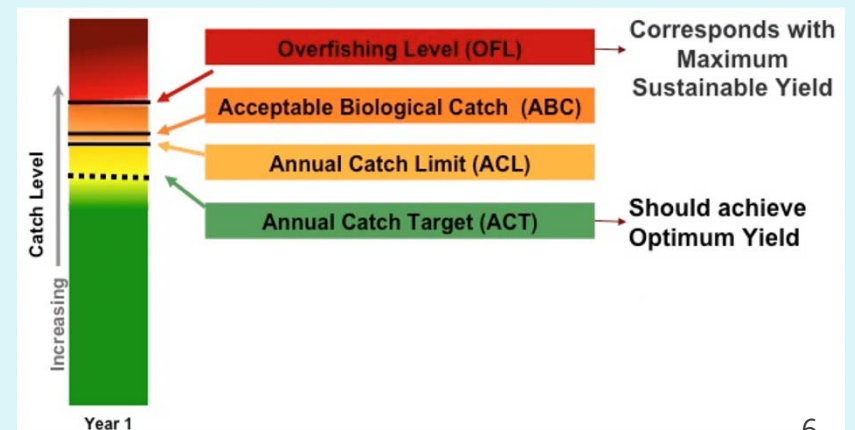 Overfishing Level (OFL)
Corresponds with
Maximum
Sustainable Yield
Acceptable Biological Catch (ABC)
Annual Catch Limit (ACL)
Annual Catch Target (ACT)
Should achieve
Optimum Yield
Catch Level
Increasing
Year 1
6